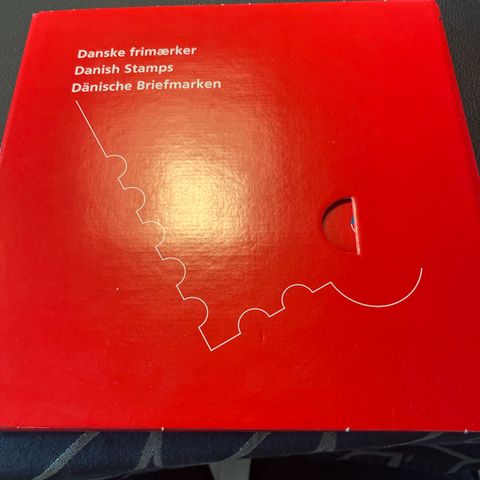 Danske frimærker
Danish Stamps
Dänische Briefmarken